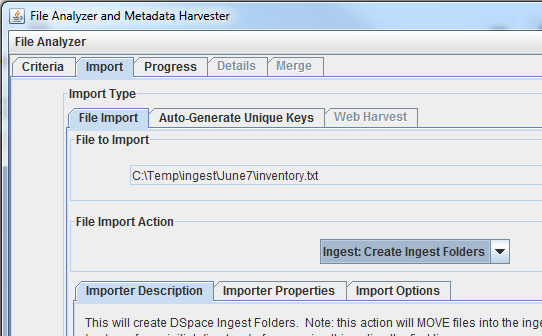 File Analyzer and Metadata Harvester
File Analyzer
Criteria Import Progress Details Merge
Import Type
File Import Auto-Generate Unique Keys Web Harvest
File to Import
C:\Temp\ingest\June7\inventory.txt
File Import Action
Ingest: Create Ingest Folders
Importer Description Importer Properties Import Options
This will create DSpace Ingest Folders. Note: this action will MOVE files into the inge